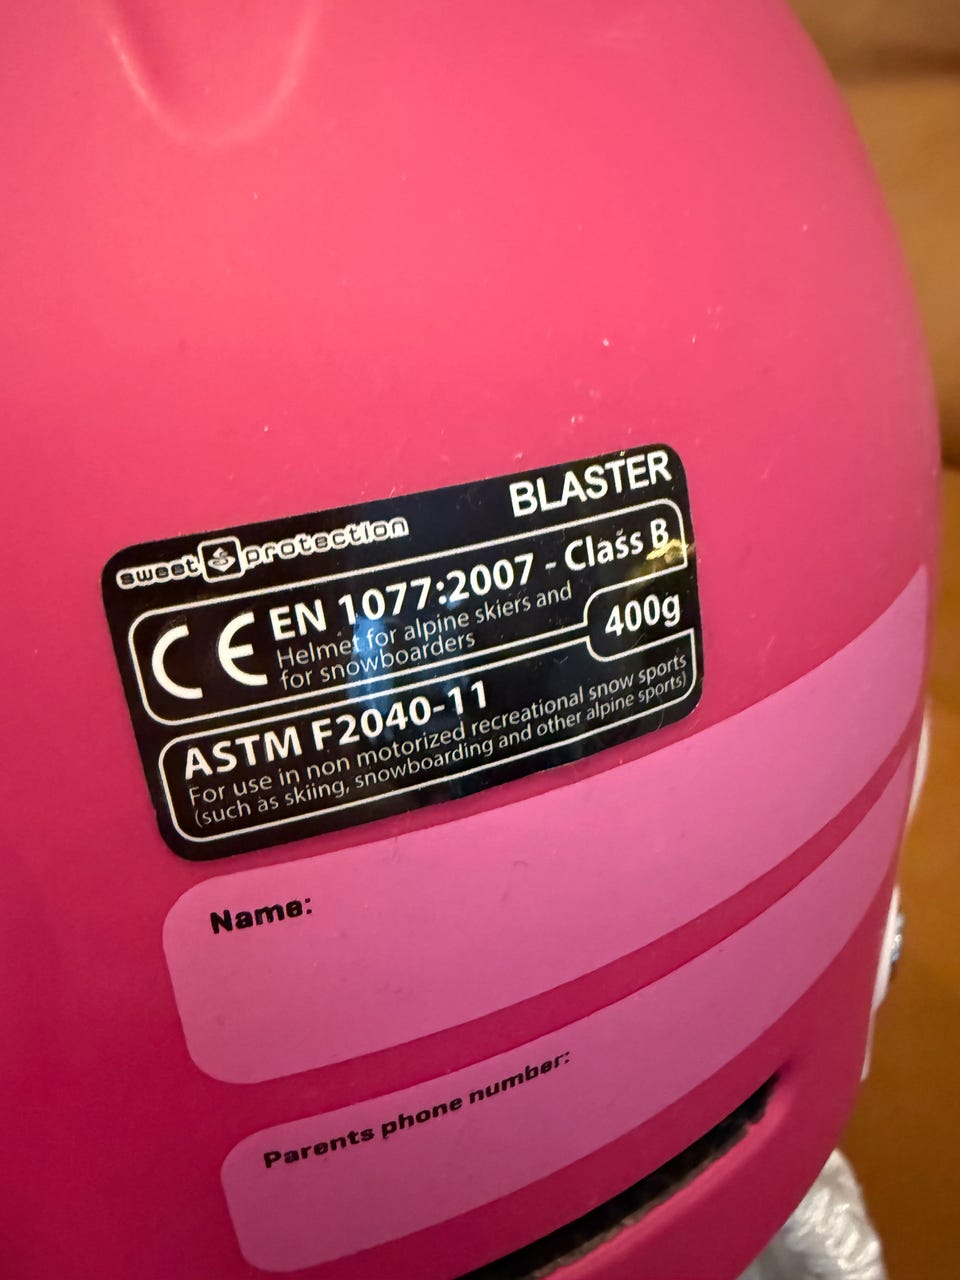 BLASTER
sweet protection
CE EN 1077:2007 - Class B
Helmet for alpine skiers and
for snowboarders
400g
ASTM F2040-11
For use in non motorized recreational snow sports
(such as skiing, snowboarding and other alpine sports)
Name:
Parents phone number: